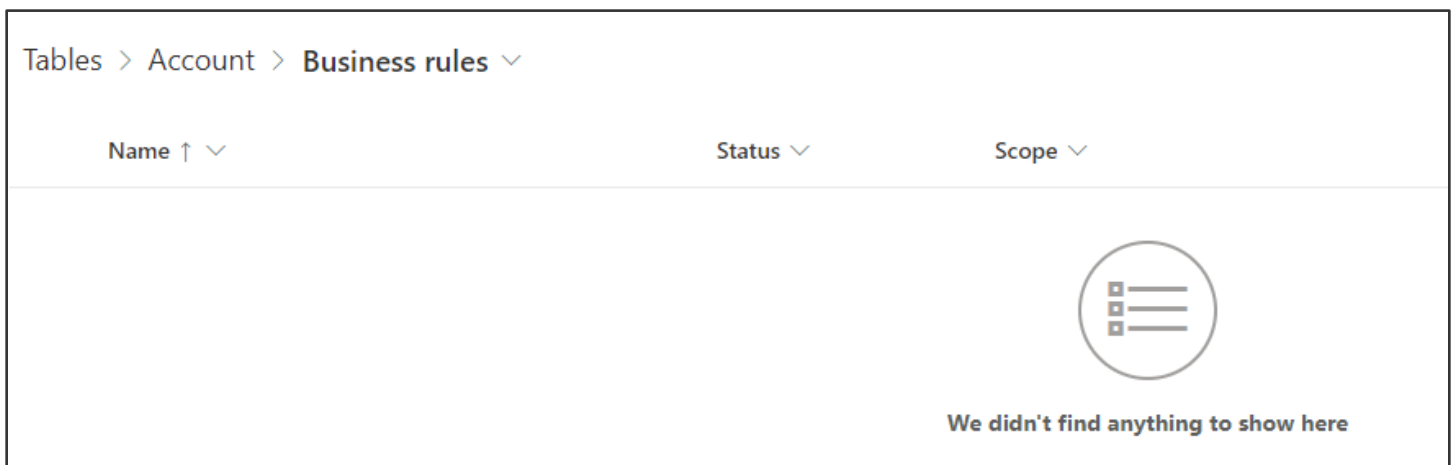 Tables > Account > Business rules
Name ↑ Status Scope
We didn't find anything to show here